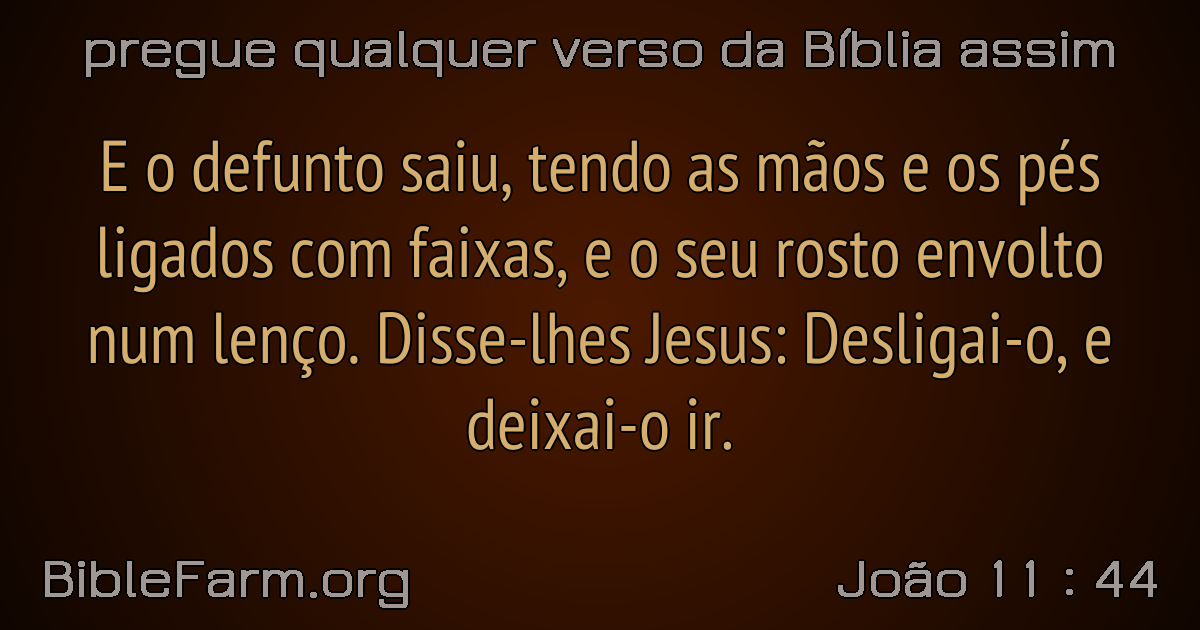 pregue qualquer verso da Bíblia assim
E o defunto saiu, tendo as mãos e os pés
ligados com faixas, e o seu rosto envolto
num lenço. Disse-lhes Jesus: Desligai-o, e
deixai-o ir.
BibleFarm.org
João 11 : 44